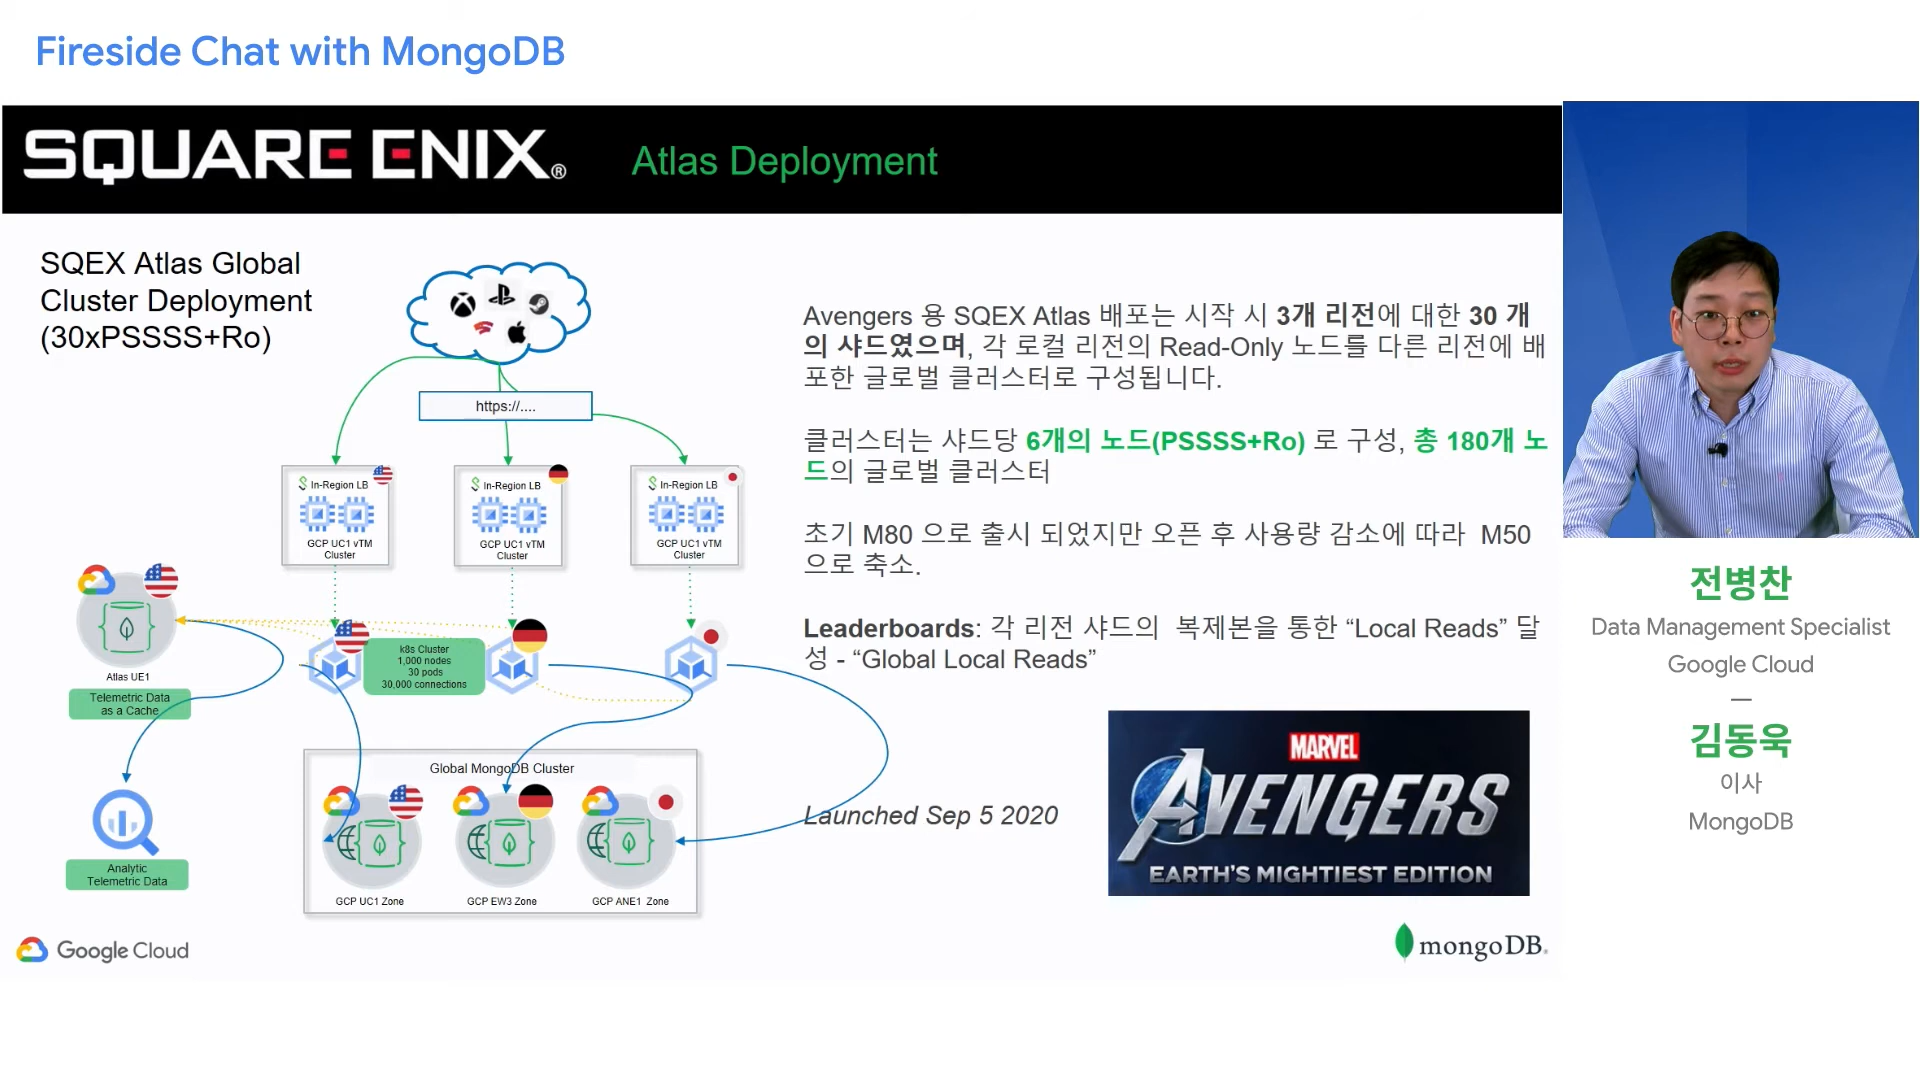 Fireside Chat with MongoDB
SQUARE ENIX®
Atlas Deployment
SQEX Atlas Global
Cluster Deployment
(30xPSSSS+Ro)
https://....
In-Region LB
GCP UC1 vTM
Cluster
In-Region LB
GCP UC1 vTM
Cluster
In-Region LB
GCP UC1 vTM
Cluster
Atlas UE1
Telemetric Data
as a Cache
k8s Cluster
1,000 nodes
30 pods
30,000 connections
Analytic
Telemetric Data
Global MongoDB Cluster
GCP UC1 Zone
GCP EW3 Zone
GCP ANE1 Zone
Google Cloud
Avengers 용 SQEX Atlas 배포는 시작 시 3개 리전에 대한 30 개
의 샤드였으며, 각 로컬 리전의 Read-Only 노드를 다른 리전에 배
포한 글로벌 클러스터로 구성됩니다.
클러스터는 샤드당 6개의 노드(PSSSS+Ro) 로 구성, 총 180개 노
드의 글로벌 클러스터
초기 M80 으로 출시 되었지만 오픈 후 사용량 감소에 따라 M50
으로 축소.
Leaderboards: 각 리전 샤드의 복제본을 통한 “Local Reads” 달
성 - “Global Local Reads”
Launched Sep 5 2020
MARVEL
AVENGERS
EARTH'S MIGHTIEST EDITION
mongoDB®
전병찬
Data Management Specialist
Google Cloud
—
김동욱
이사
MongoDB